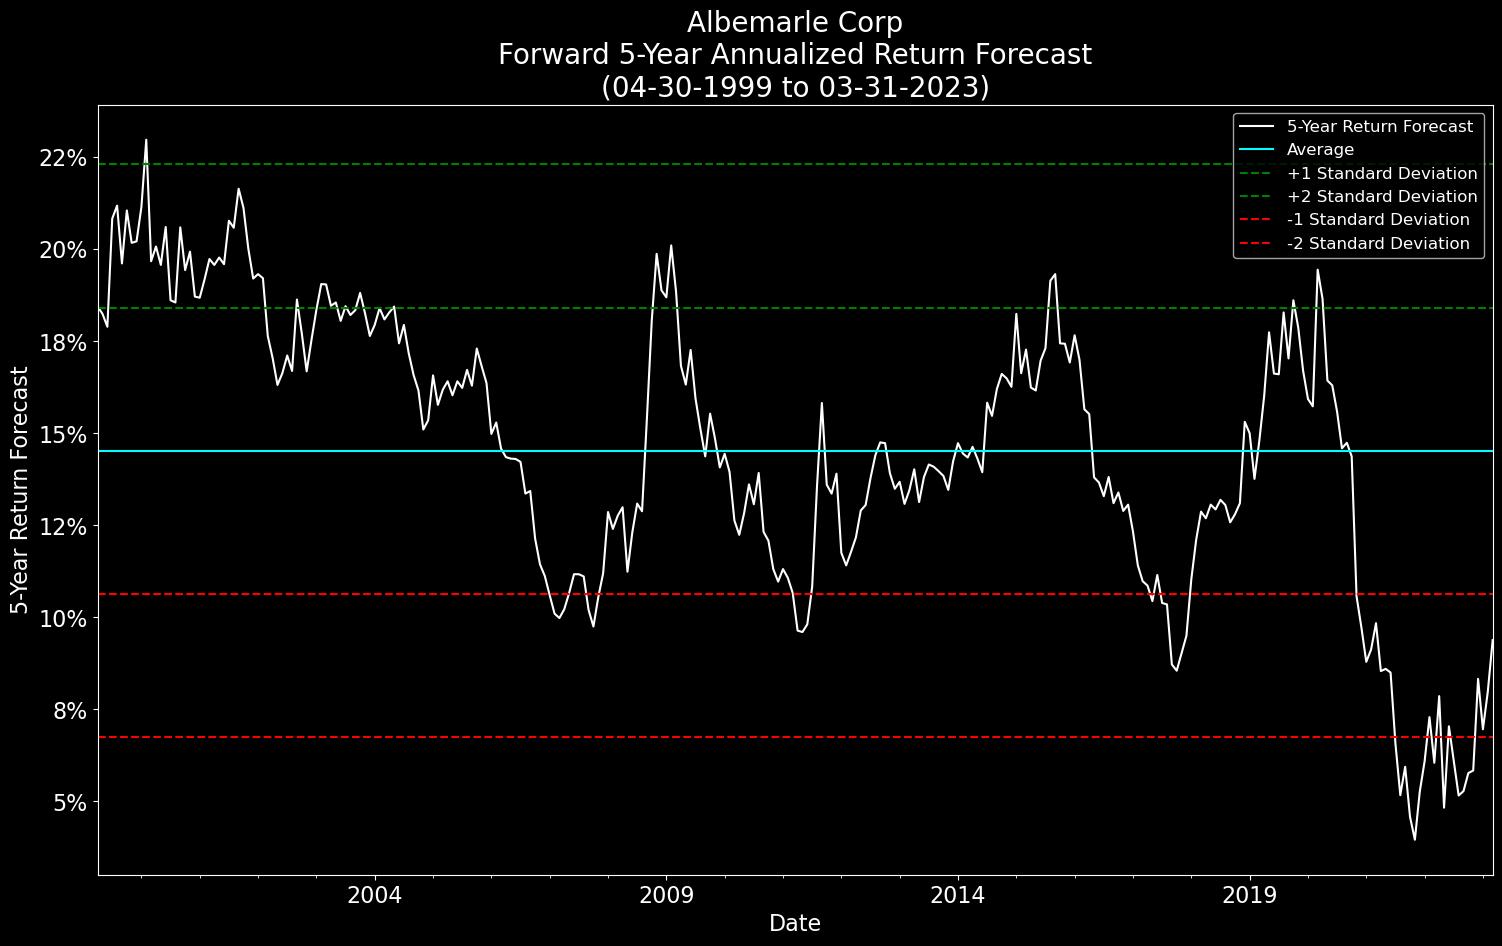 Albemarle Corp
Forward 5-Year Annualized Return Forecast
(04-30-1999 to 03-31-2023)
5-Year Return Forecast
Average
+1 Standard Deviation
+2 Standard Deviation
-1 Standard Deviation
-2 Standard Deviation
22%
20%
18%
15%
12%
10%
8%
5%
5-Year Return Forecast
2004
2009
2014
2019
Date